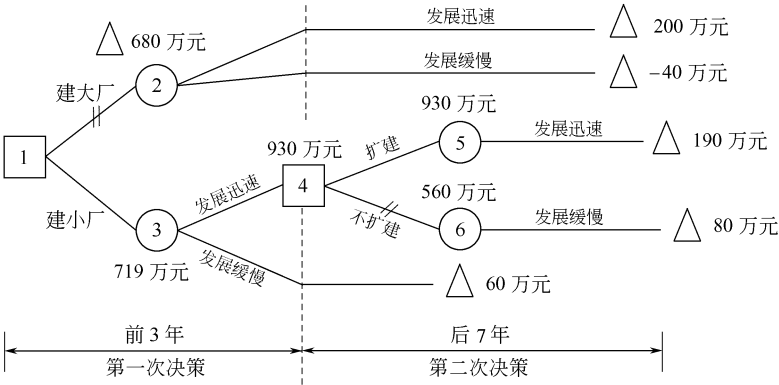 680 万元
发展迅速
200 万元
发展缓慢
-40 万元
建大厂
2
1
930 万元
930 万元
扩建
5
发展迅速
190 万元
4
发展迅速
560 万元
建小厂
3
不扩建
6
发展缓慢
80 万元
719 万元
发展缓慢
60 万元
前 3 年
后 7 年
第一次决策
第二次决策